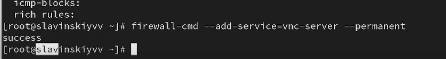 icmp-blocks:
rich rules:
[root@slavinskiyvv ~]# firewall-cmd --add-service=vnc-server --permanent
success
[root@slavinskiyvv ~]#